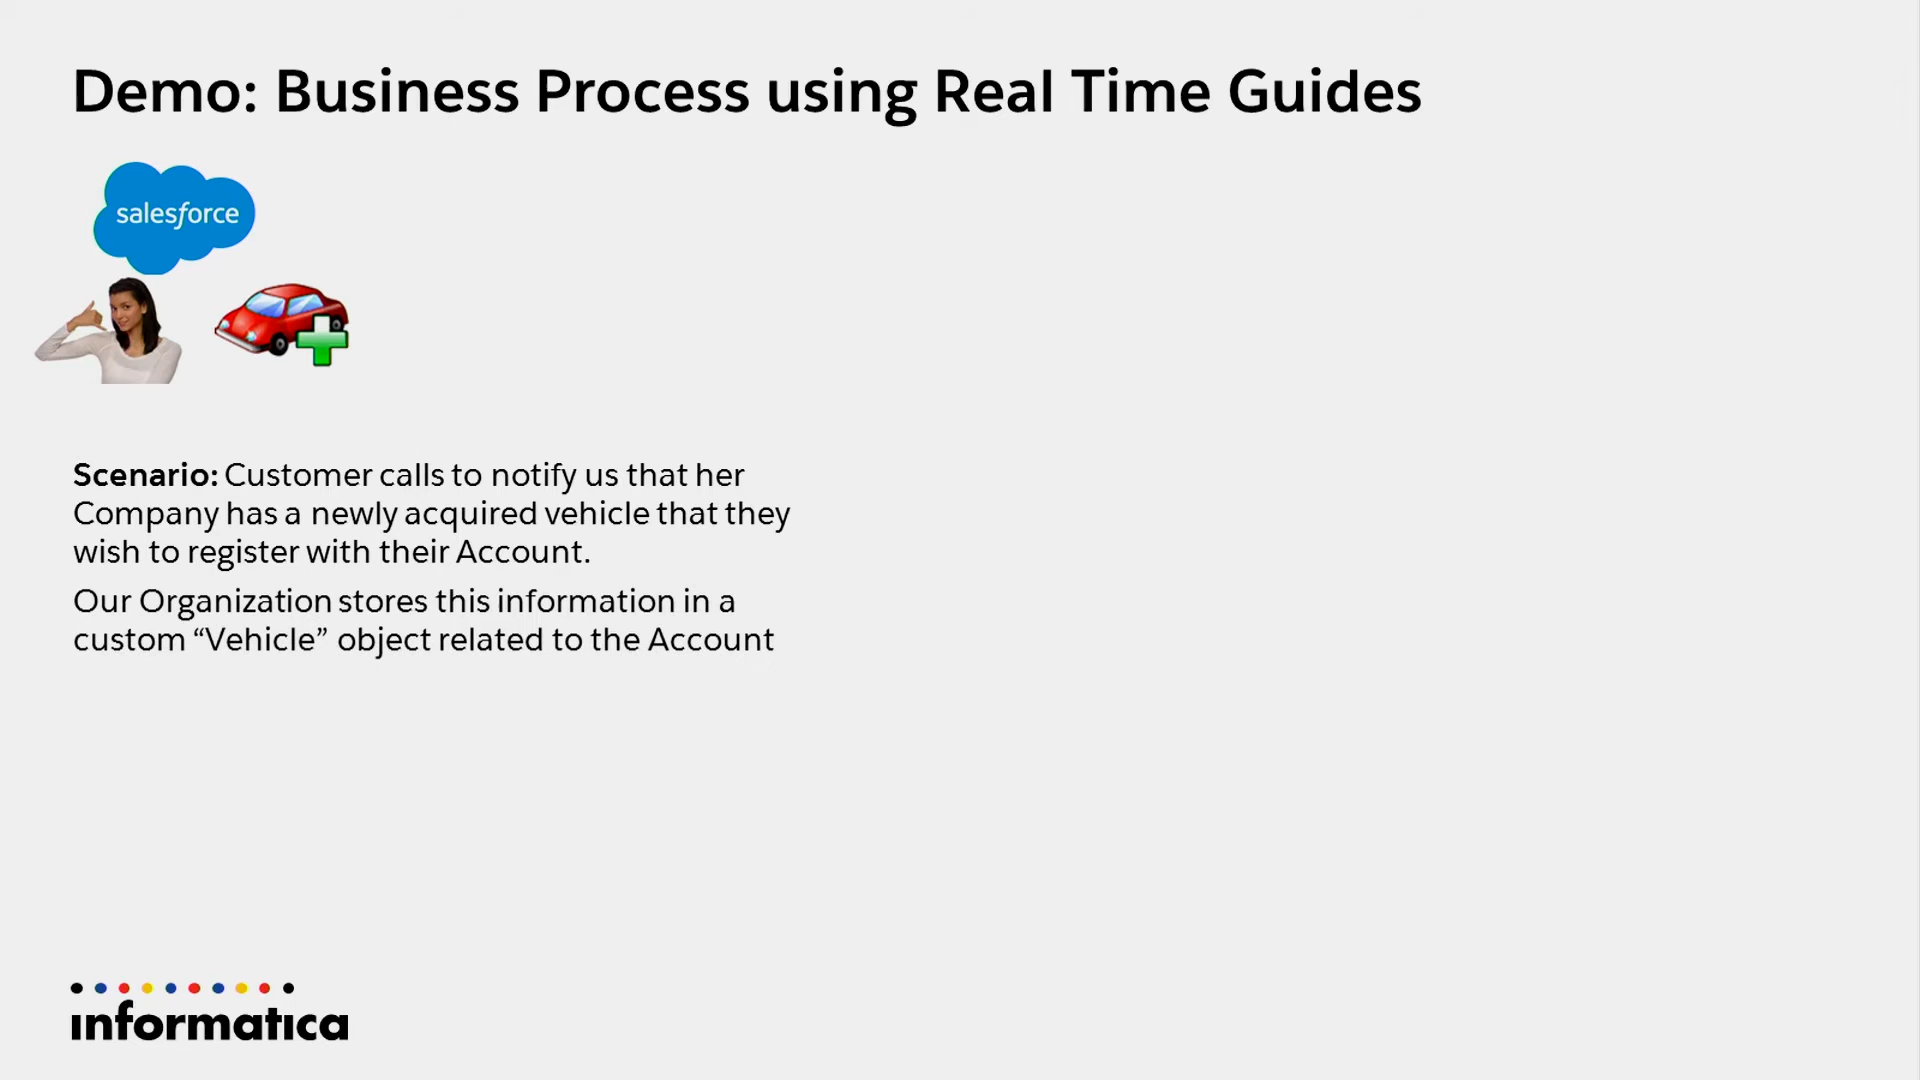 Demo: Business Process using Real Time Guides
salesforce
Scenario: Customer calls to notify us that her
Company has a newly acquired vehicle that they
wish to register with their Account.
Our Organization stores this information in a
custom “Vehicle” object related to the Account
informatica